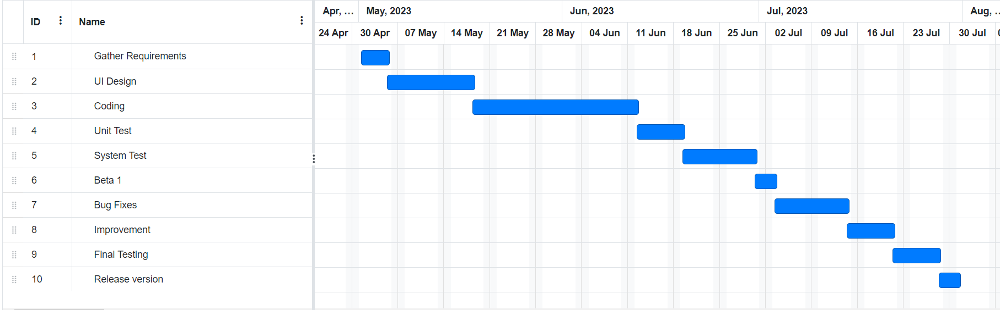 ID Name Apr, ... May, 2023 Jun, 2023 Jul, 2023 Aug, ...
24 Apr 30 Apr 07 May 14 May 21 May 28 May 04 Jun 11 Jun 18 Jun 25 Jun 02 Jul 09 Jul 16 Jul 23 Jul 30 Jul
1 Gather Requirements
2 UI Design
3 Coding
4 Unit Test
5 System Test
6 Beta 1
7 Bug Fixes
8 Improvement
9 Final Testing
10 Release version